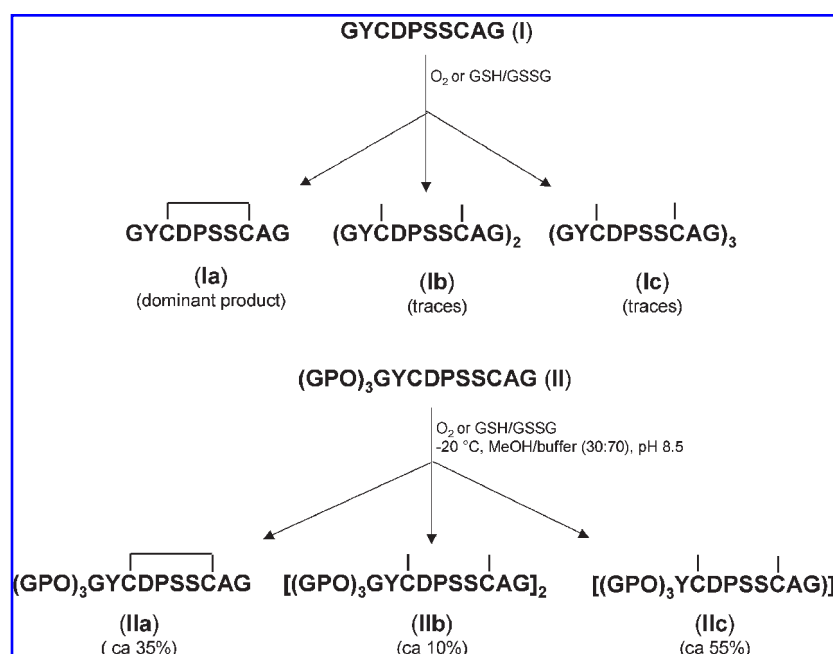 GYCDPSSCAG (I)
O₂ or GSH/GSSG
GYCDPSSCAG (GYCDPSSCAG)₂ (GYCDPSSCAG)₃
(Ia) (Ib) (Ic)
(dominant product) (traces) (traces)
(GPO)₃GYCDPSSCAG (II)
O₂ or GSH/GSSG
-20 °C, MeOH/buffer (30:70), pH 8.5
(GPO)₃GYCDPSSCAG [(GPO)₃GYCDPSSCAG]₂ [(GPO)₃YCDPSSCAG)]
(IIa) (IIb) (IIc)
( ca 35%) (ca 10%) (ca 55%)